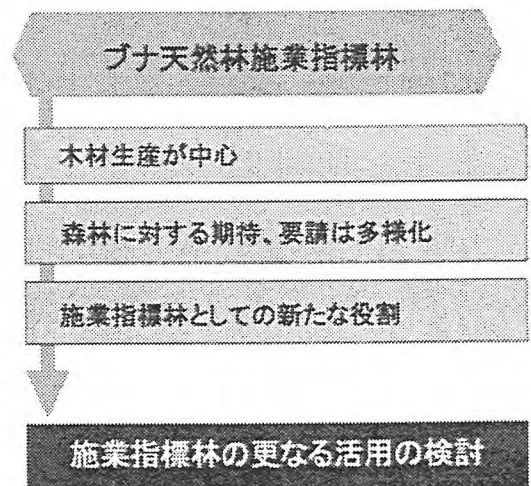 ブナ天然林施業指標林
木材生産が中心
森林に対する期待、要請は多様化
施業指標林としての新たな役割
施業指標林の更なる活用の検討